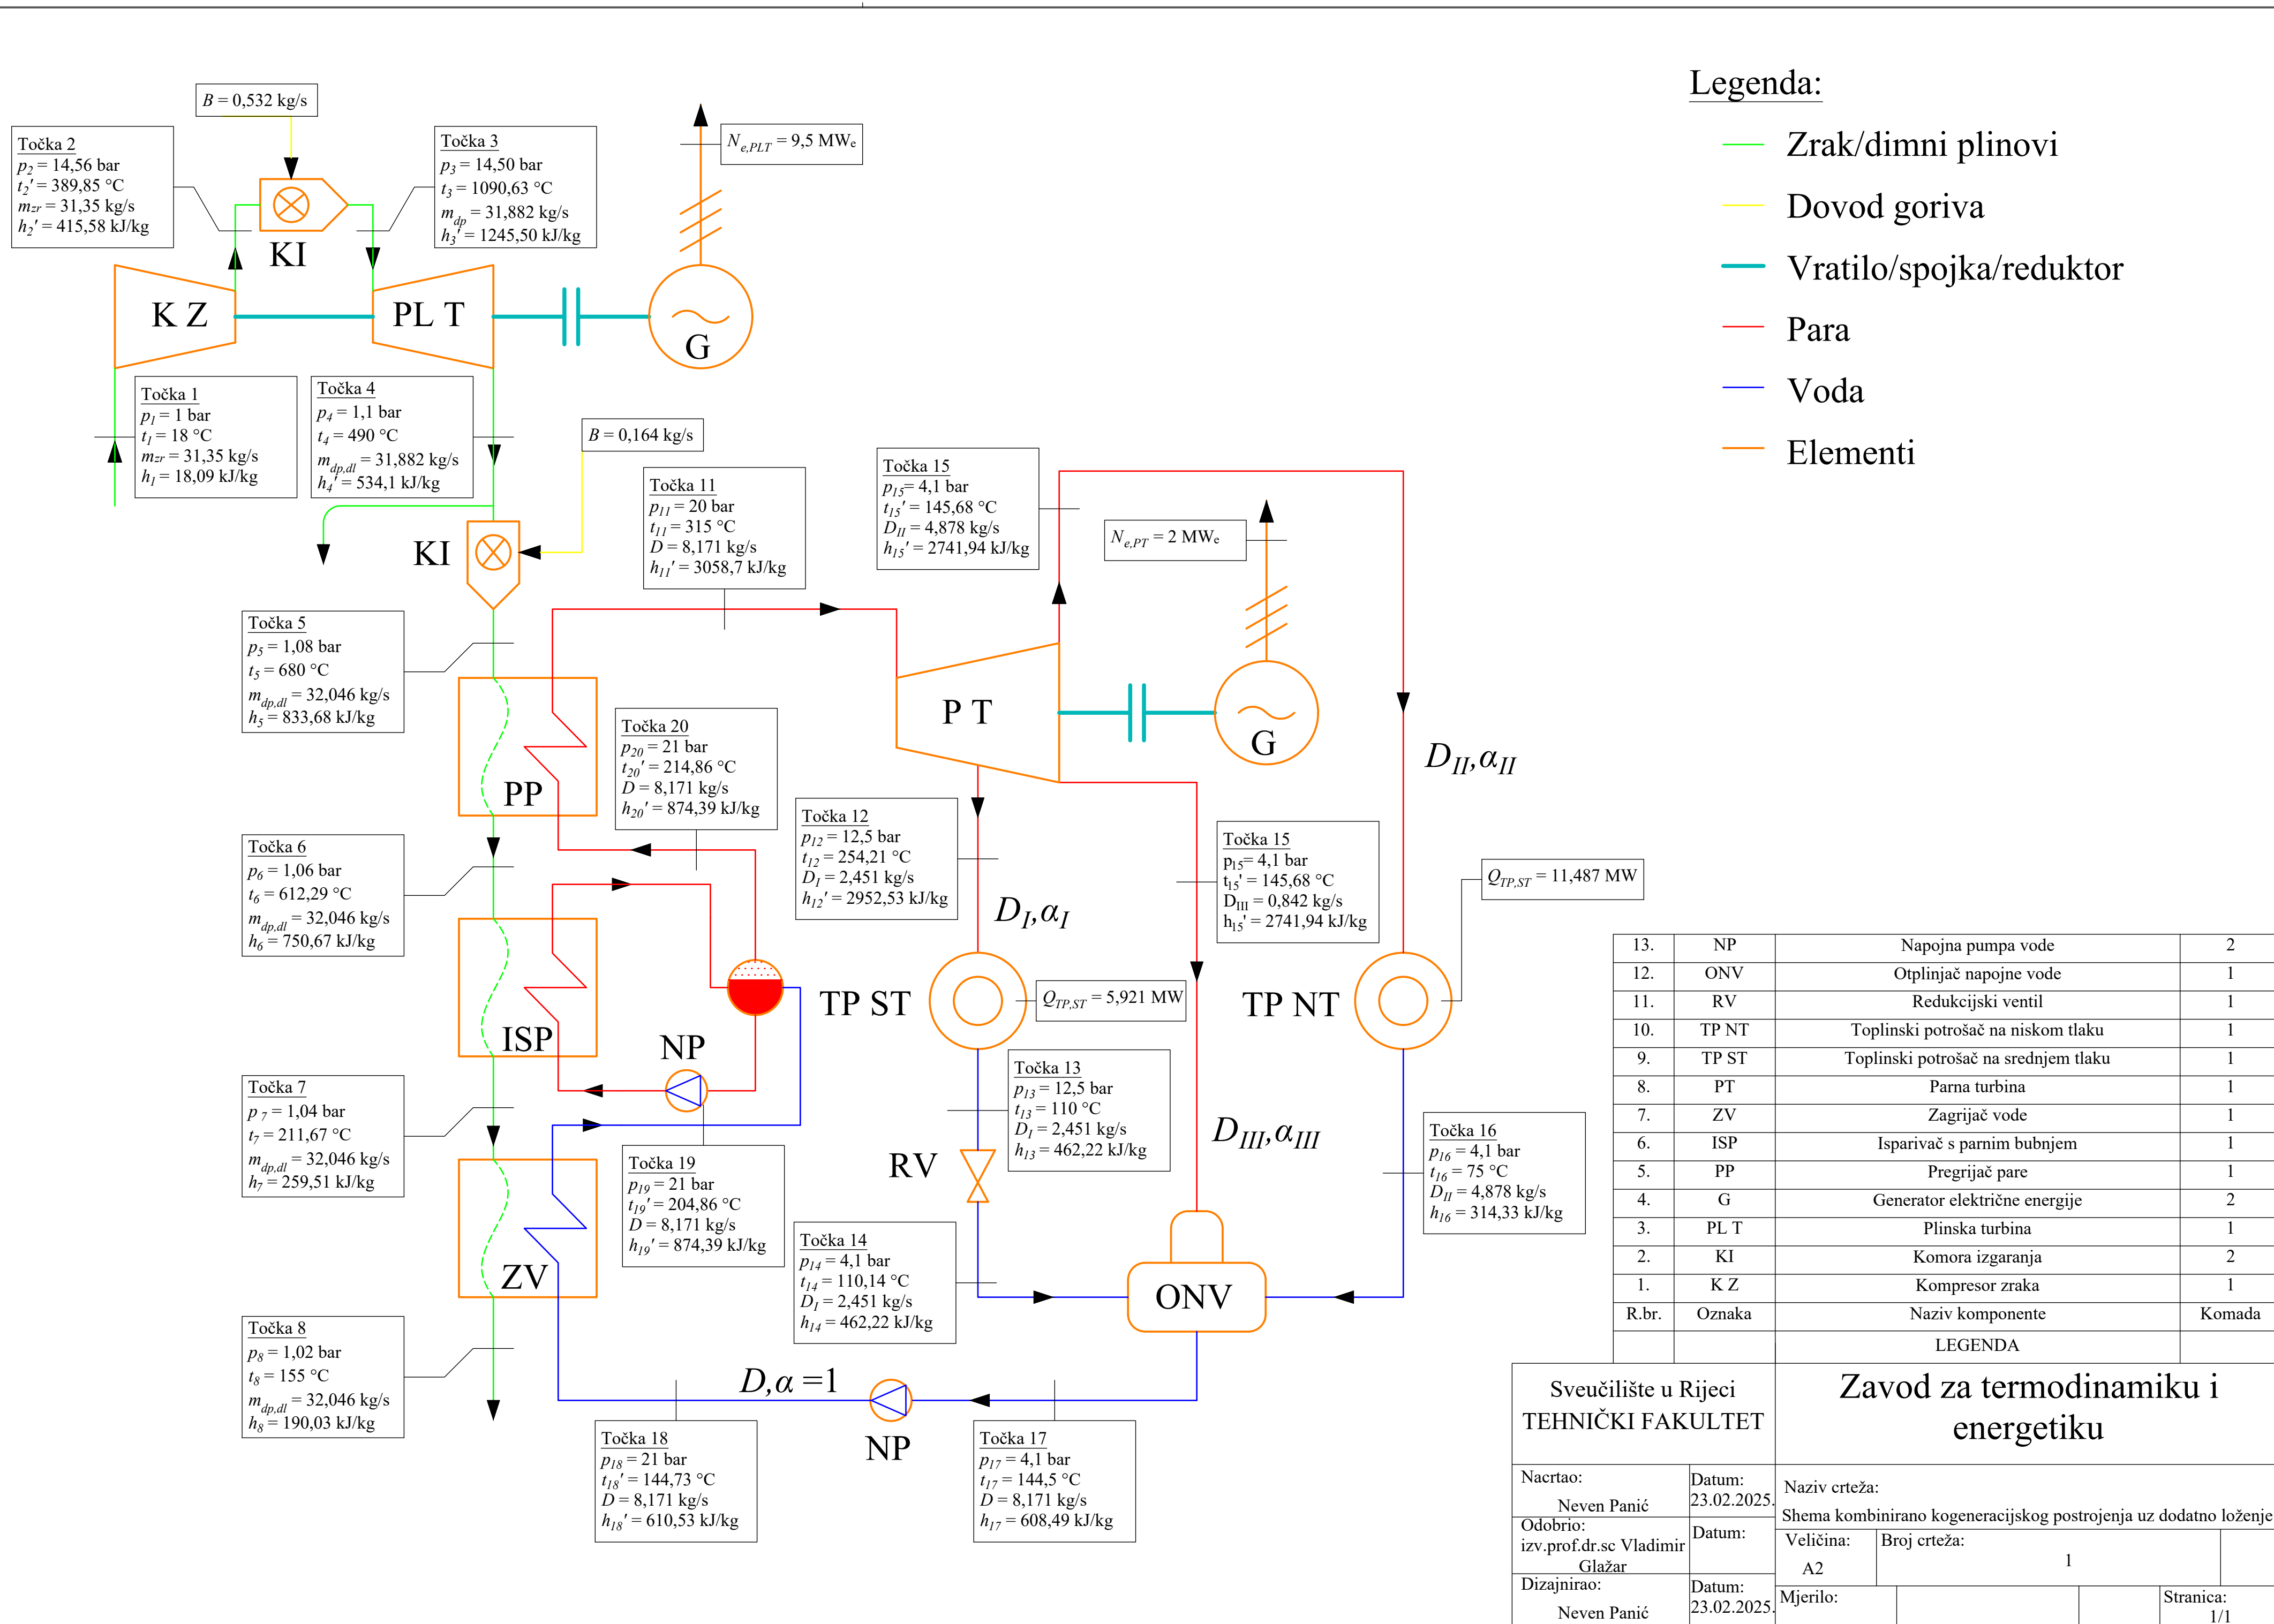 Legenda:
Zrak/dimni plinovi
Dovod goriva
Vratilo/spojka/reduktor
Para
Voda
Elementi
B = 0,532 kg/s
Točka 2
p2 = 14,56 bar
t2' = 389,85 °C
mzr = 31,35 kg/s
h2' = 415,58 kJ/kg
Točka 3
p3 = 14,50 bar
t3 = 1090,63 °C
mdp = 31,882 kg/s
h3' = 1245,50 kJ/kg
Ne,PLT = 9,5 MWe
KI
K Z
PL T
G
Točka 1
p1 = 1 bar
t1 = 18 °C
mzr = 31,35 kg/s
h1 = 18,09 kJ/kg
Točka 4
p4 = 1,1 bar
t4 = 490 °C
mdp,dl = 31,882 kg/s
h4' = 534,1 kJ/kg
B = 0,164 kg/s
KI
Točka 11
p11 = 20 bar
t11 = 315 °C
D = 8,171 kg/s
h11' = 3058,7 kJ/kg
Točka 15
p15= 4,1 bar
t15' = 145,68 °C
DII = 4,878 kg/s
h15' = 2741,94 kJ/kg
Ne,PT = 2 MWe
Točka 5
p5 = 1,08 bar
t5 = 680 °C
mdp,dl = 32,046 kg/s
h5 = 833,68 kJ/kg
PP
Točka 20
p20 = 21 bar
t20' = 214,86 °C
D = 8,171 kg/s
h20' = 874,39 kJ/kg
P T
G
DII,αII
Točka 12
p12 = 12,5 bar
t12 = 254,21 °C
DI = 2,451 kg/s
h12' = 2952,53 kJ/kg
Točka 15
p15= 4,1 bar
t15' = 145,68 °C
DIII = 0,842 kg/s
h15' = 2741,94 kJ/kg
QTP,ST = 11,487 MW
Točka 6
p6 = 1,06 bar
t6 = 612,29 °C
mdp,dl = 32,046 kg/s
h6 = 750,67 kJ/kg
DI,αI
ISP
NP
TP ST
QTP,ST = 5,921 MW
TP NT
Točka 7
p 7 = 1,04 bar
t7 = 211,67 °C
mdp,dl = 32,046 kg/s
h7 = 259,51 kJ/kg
Točka 13
p13 = 12,5 bar
t13 = 110 °C
DI = 2,451 kg/s
h13 = 462,22 kJ/kg
DIII,αIII
Točka 16
p16 = 4,1 bar
t16 = 75 °C
DII = 4,878 kg/s
h16 = 314,33 kJ/kg
Točka 19
p19 = 21 bar
t19' = 204,86 °C
D = 8,171 kg/s
h19' = 874,39 kJ/kg
RV
ZV
Točka 14
p14 = 4,1 bar
t14 = 110,14 °C
DI = 2,451 kg/s
h14 = 462,22 kJ/kg
ONV
Točka 8
p8 = 1,02 bar
t8 = 155 °C
mdp,dl = 32,046 kg/s
h8 = 190,03 kJ/kg
D,α =1
NP
Točka 18
p18 = 21 bar
t18' = 144,73 °C
D = 8,171 kg/s
h18' = 610,53 kJ/kg
Točka 17
p17 = 4,1 bar
t17 = 144,5 °C
D = 8,171 kg/s
h17 = 608,49 kJ/kg
13. NP Napojna pumpa vode 2
12. ONV Otplinjač napojne vode 1
11. RV Redukcijski ventil 1
10. TP NT Toplinski potrošač na niskom tlaku 1
9. TP ST Toplinski potrošač na srednjem tlaku 1
8. PT Parna turbina 1
7. ZV Zagrijač vode 1
6. ISP Isparivač s parnim bubnjem 1
5. PP Pregrijač pare 1
4. G Generator električne energije 2
3. PL T Plinska turbina 1
2. KI Komora izgaranja 2
1. K Z Kompresor zraka 1
R.br. Oznaka Naziv komponente Komada
LEGENDA
Sveučilište u Rijeci
TEHNIČKI FAKULTET
Zavod za termodinamiku i
energetiku
Nacrtao:
Neven Panić
Datum:
23.02.2025.
Naziv crteža:
Shema kombinirano kogeneracijskog postrojenja uz dodatno loženje
Odobrio:
izv.prof.dr.sc Vladimir
Glažar
Datum:
Veličina:
A2
Broj crteža:
1
Dizajnirao:
Neven Panić
Datum:
23.02.2025.
Mjerilo:
Stranica:
1/1